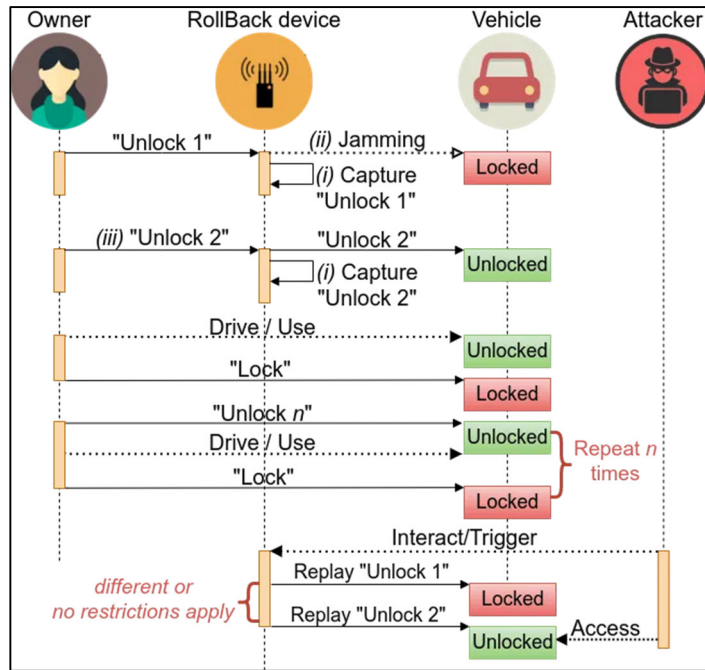 Owner
RollBack device
Vehicle
Attacker
"Unlock 1"
(ii) Jamming
Locked
(i) Capture
"Unlock 1"
(iii) "Unlock 2"
"Unlock 2"
Unlocked
(i) Capture
"Unlock 2"
Drive / Use
Unlocked
"Lock"
Locked
"Unlock n"
Unlocked
Drive / Use
Repeat n
times
"Lock"
Locked
Interact/Trigger
different or
no restrictions apply
Replay "Unlock 1"
Locked
Replay "Unlock 2"
Unlocked
Access